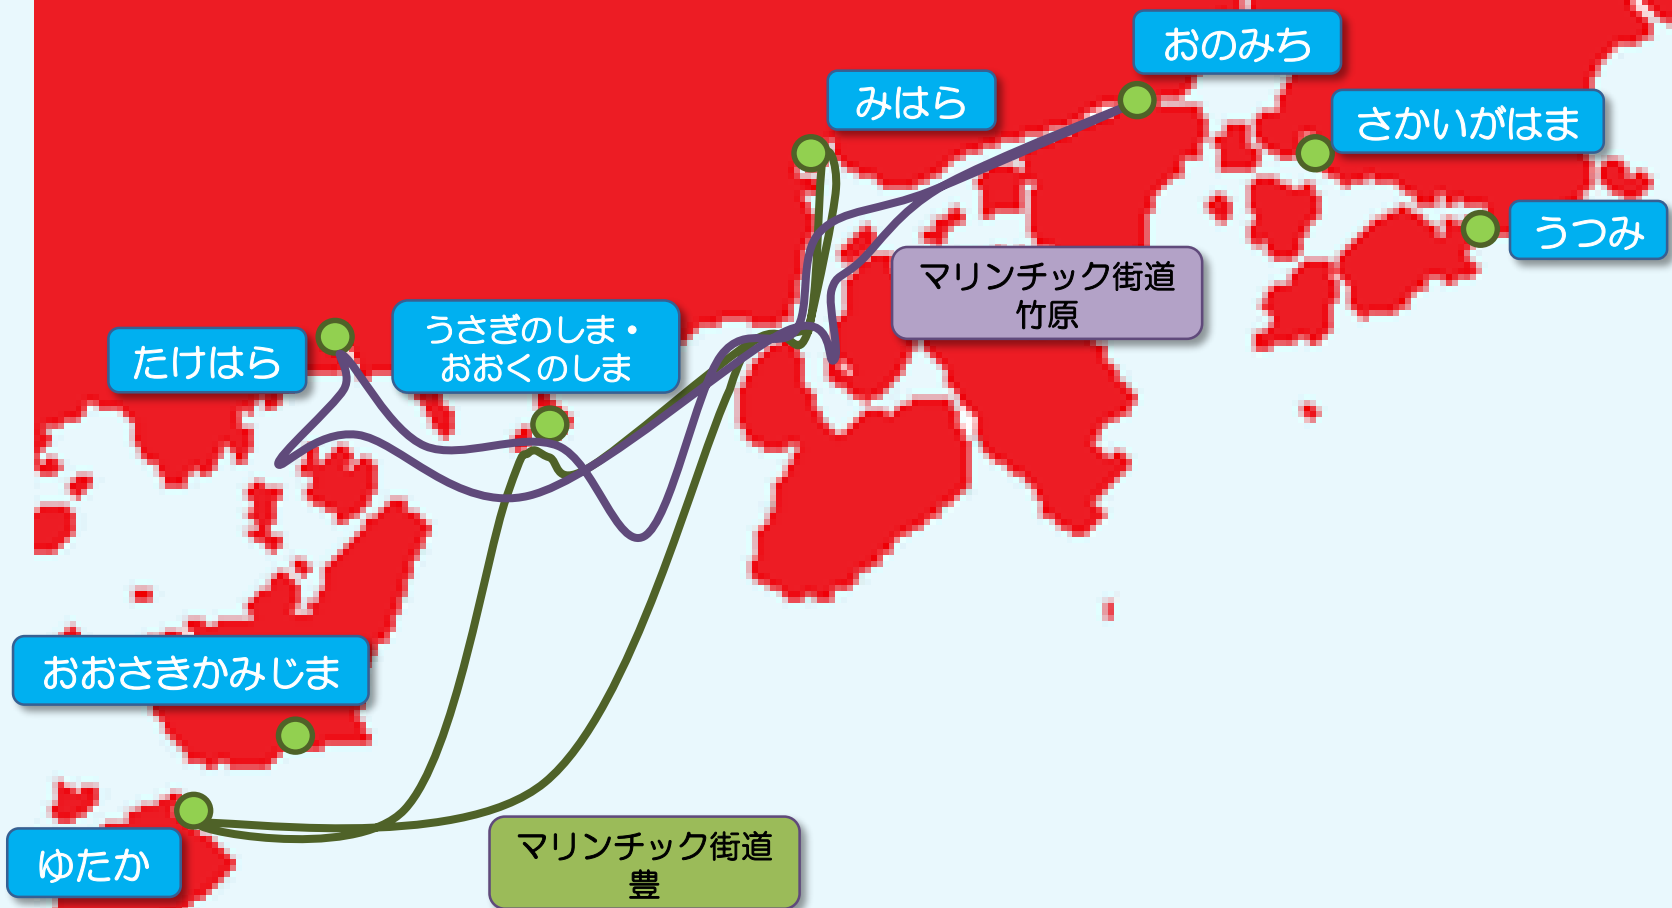 おのみち
みはら
さかいがはま
うつみ
マリンチック街道
竹原
うさぎのしま・
おおくのしま
たけはら
おおさきかみじま
マリンチック街道
豊
ゆたか